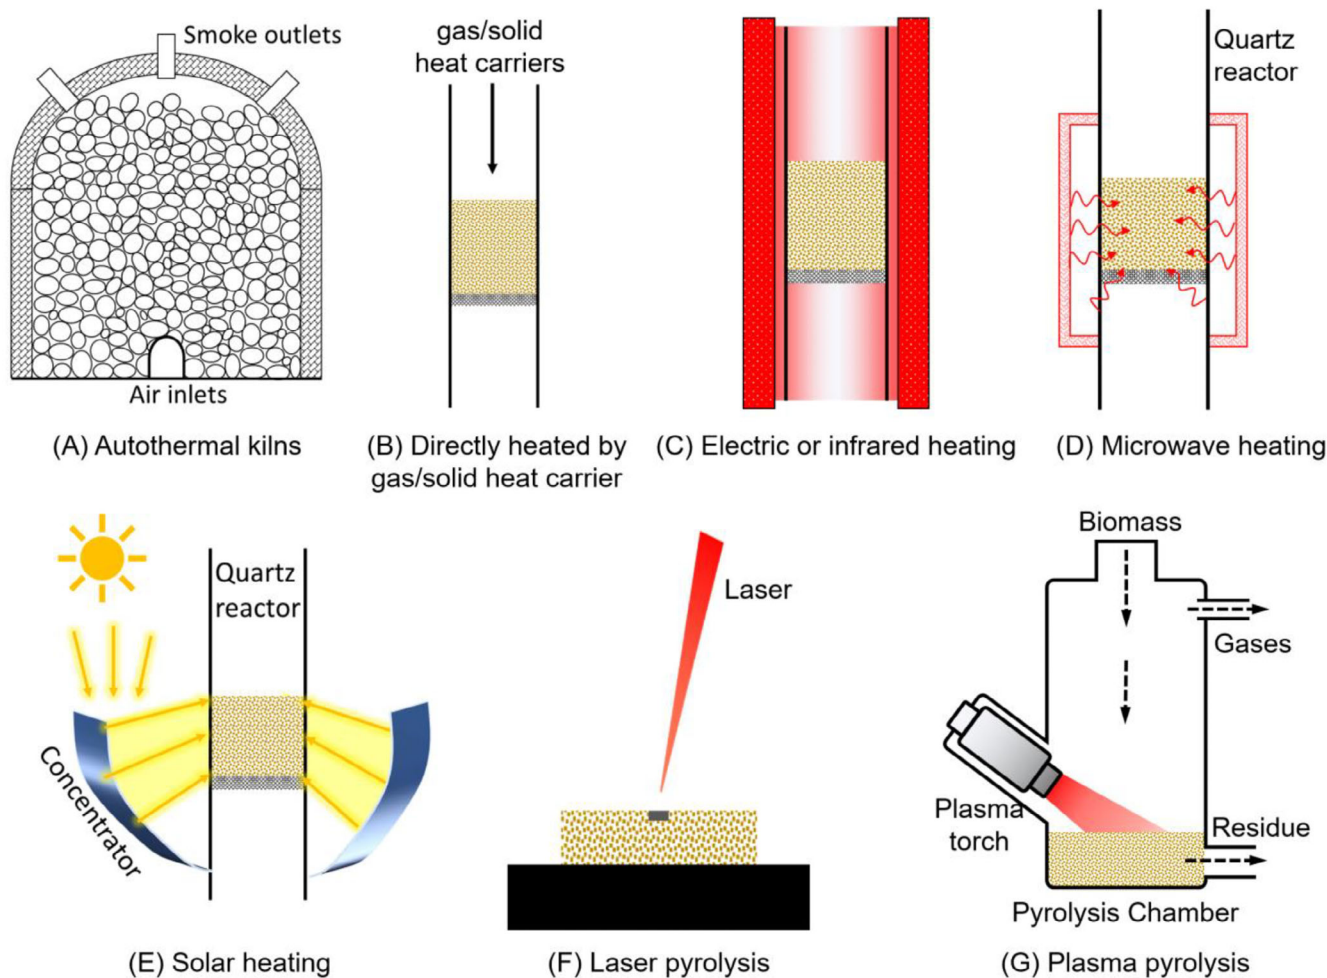 Smoke outlets
Air inlets
(A) Autothermal kilns
gas/solid
heat carriers
(B) Directly heated by
gas/solid heat carrier
(C) Electric or infrared heating
Quartz
reactor
(D) Microwave heating
Quartz
reactor
Concentrator
(E) Solar heating
Laser
(F) Laser pyrolysis
Biomass
Gases
Plasma
torch
Residue
Pyrolysis Chamber
(G) Plasma pyrolysis